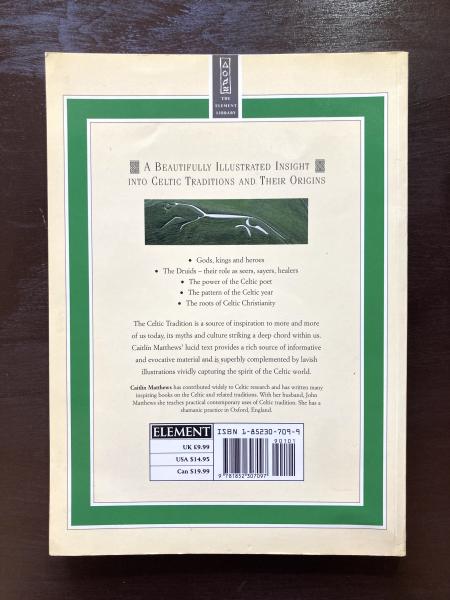 THE
ELEMENT
LIBRARY
A BEAUTIFULLY ILLUSTRATED INSIGHT
INTO CELTIC TRADITIONS AND THEIR ORIGINS
• Gods, kings and heroes
• The Druids – their role as seers, sayers, healers
• The power of the Celtic poet
• The pattern of the Celtic year
• The roots of Celtic Christianity
The Celtic Tradition is a source of inspiration to more and more
of us today, its myths and culture striking a deep chord within us.
Caitlín Matthews' lucid text provides a rich source of informative
and evocative material and is superbly complemented by lavish
illustrations vividly capturing the spirit of the Celtic world.
Caitlín Matthews has contributed widely to Celtic research and has written many
inspiring books on the Celtic and related traditions. With her husband, John
Matthews she teaches practical contemporary uses of Celtic tradition. She has a
shamanic practice in Oxford, England.
ELEMENT
UK £9.99
USA $14.95
Can $19.99
ISBN 1-85230-709-9
90101
9 781852 307097